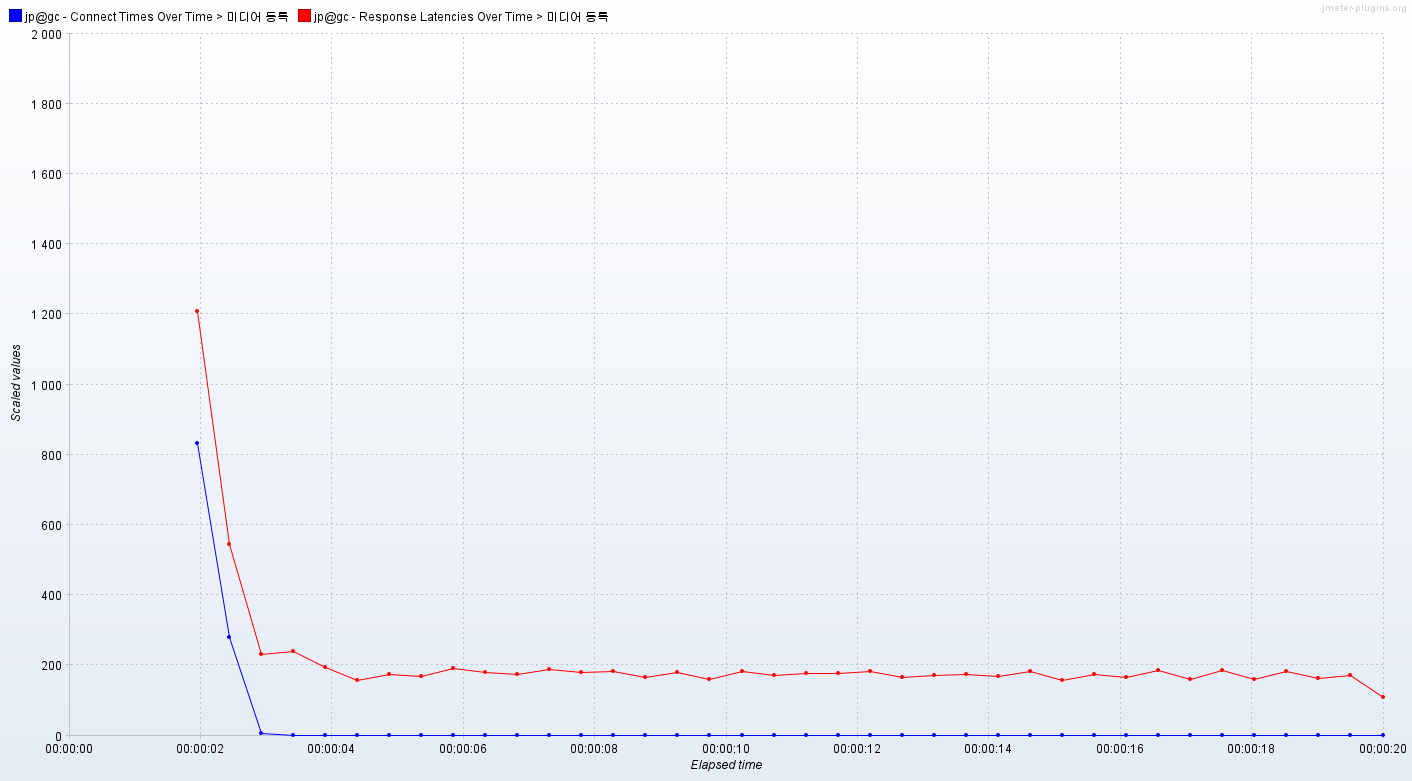 jmeter-plugins.org
jp@gc - Connect Times Over Time > 미디어 등록 jp@gc - Response Latencies Over Time > 미디어 등록
2 000
1 800
1 600
1 400
1 200
1 000
800
600
400
200
0
Scaled values
00:00:00 00:00:02 00:00:04 00:00:06 00:00:08 00:00:10 00:00:12 00:00:14 00:00:16 00:00:18 00:00:20
Elapsed time